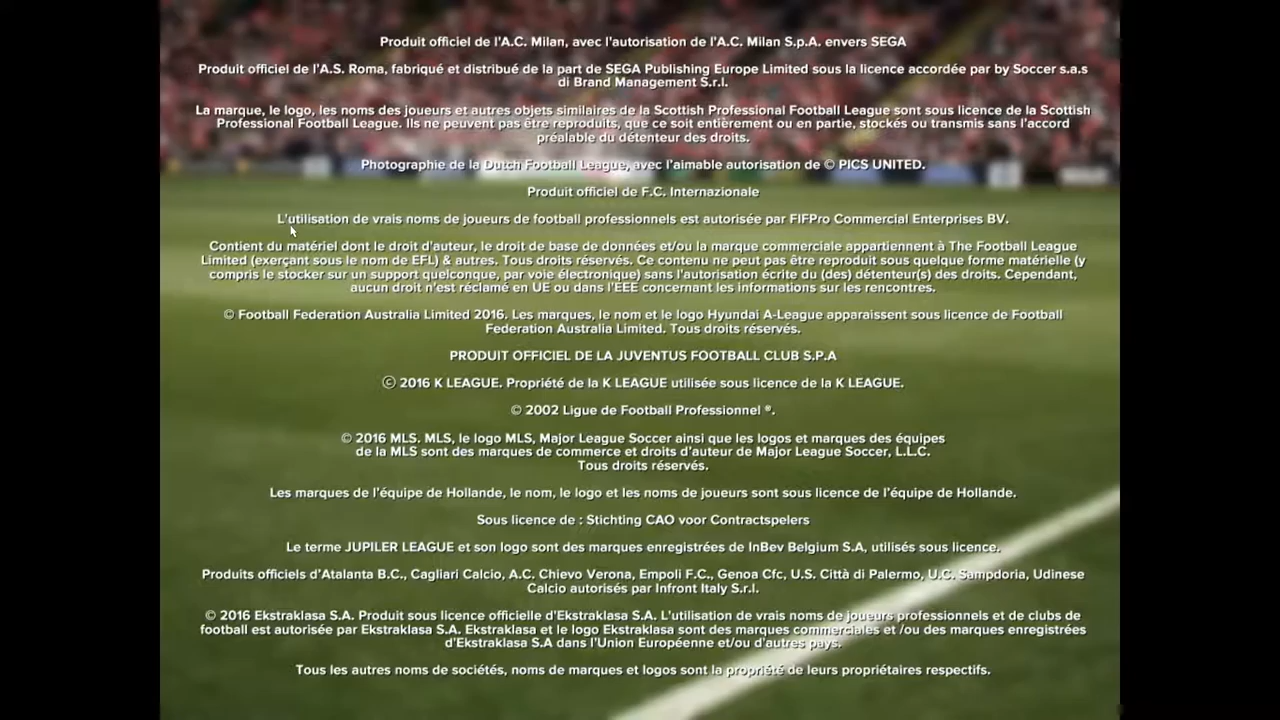 Produit officiel de l'A.C. Milan, avec l'autorisation de l'A.C. Milan S.p.A. envers SEGA
Produit officiel de l'A.S. Roma, fabriqué et distribué de la part de SEGA Publishing Europe Limited sous la licence accordée par by Soccer s.a.s
di Brand Management S.r.l.
La marque, le logo, les noms des joueurs et autres objets similaires de la Scottish Professional Football League sont sous licence de la Scottish
Professional Football League. Ils ne peuvent pas être reproduits, que ce soit entièrement ou en partie, stockés ou transmis sans l'accord
préalable du détenteur des droits.
Photographie de la Dutch Football League, avec l'aimable autorisation de © PICS UNITED.
Produit officiel de F.C. Internazionale
L'utilisation de vrais noms de joueurs de football professionnels est autorisée par FIFPro Commercial Enterprises BV.
Contient du matériel dont le droit d'auteur, le droit de base de données et/ou la marque commerciale appartiennent à The Football League
Limited (exerçant sous le nom de EFL) & autres. Tous droits réservés. Ce contenu ne peut pas être reproduit sous quelque forme matérielle (y
compris le stocker sur un support quelconque, par voie électronique) sans l'autorisation écrite du (des) détenteur(s) des droits. Cependant,
aucun droit n'est réclamé en UE ou dans l'EEE concernant les informations sur les rencontres.
© Football Federation Australia Limited 2016. Les marques, le nom et le logo Hyundai A-League apparaissent sous licence de Football
Federation Australia Limited. Tous droits réservés.
PRODUIT OFFICIEL DE LA JUVENTUS FOOTBALL CLUB S.P.A
© 2016 K LEAGUE. Propriété de la K LEAGUE utilisée sous licence de la K LEAGUE.
© 2002 Ligue de Football Professionnel ®.
© 2016 MLS. MLS, le logo MLS, Major League Soccer ainsi que les logos et marques des équipes
de la MLS sont des marques de commerce et droits d'auteur de Major League Soccer, L.L.C.
Tous droits réservés.
Les marques de l'équipe de Hollande, le nom, le logo et les noms de joueurs sont sous licence de l'équipe de Hollande.
Sous licence de : Stichting CAO voor Contractspelers
Le terme JUPILER LEAGUE et son logo sont des marques enregistrées de InBev Belgium S.A, utilisés sous licence.
Produits officiels d'Atalanta B.C., Cagliari Calcio, A.C. Chievo Verona, Empoli F.C., Genoa Cfc, U.S. Città di Palermo, U.C. Sampdoria, Udinese
Calcio autorisés par Infront Italy S.r.l.
© 2016 Ekstraklasa S.A. Produit sous licence officielle d'Ekstraklasa S.A. L'utilisation de vrais noms de joueurs professionnels et de clubs de
football est autorisée par Ekstraklasa S.A. Ekstraklasa et le logo Ekstraklasa sont des marques commerciales et /ou des marques enregistrées
d'Ekstraklasa S.A dans l'Union Européenne et/ou d'autres pays.
Tous les autres noms de sociétés, noms de marques et logos sont la propriété de leurs propriétaires respectifs.